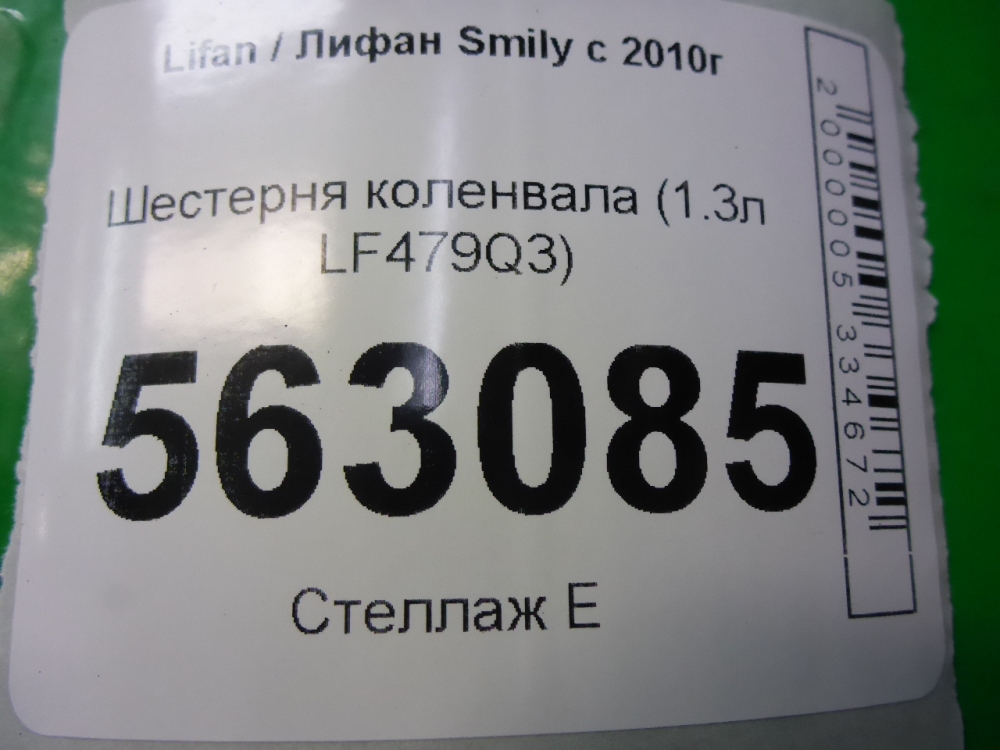 Lifan / Лифан Smily с 2010г
Шестерня коленвала (1.3л
LF479Q3)
563085
Стеллаж Е
2000005334672